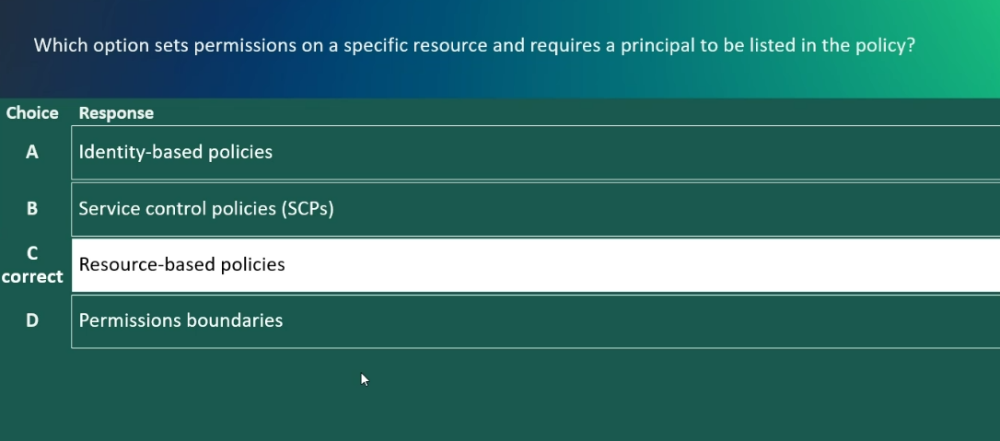 Which option sets permissions on a specific resource and requires a principal to be listed in the policy?
Choice Response
A Identity-based policies
B Service control policies (SCPs)
C
correct Resource-based policies
D Permissions boundaries